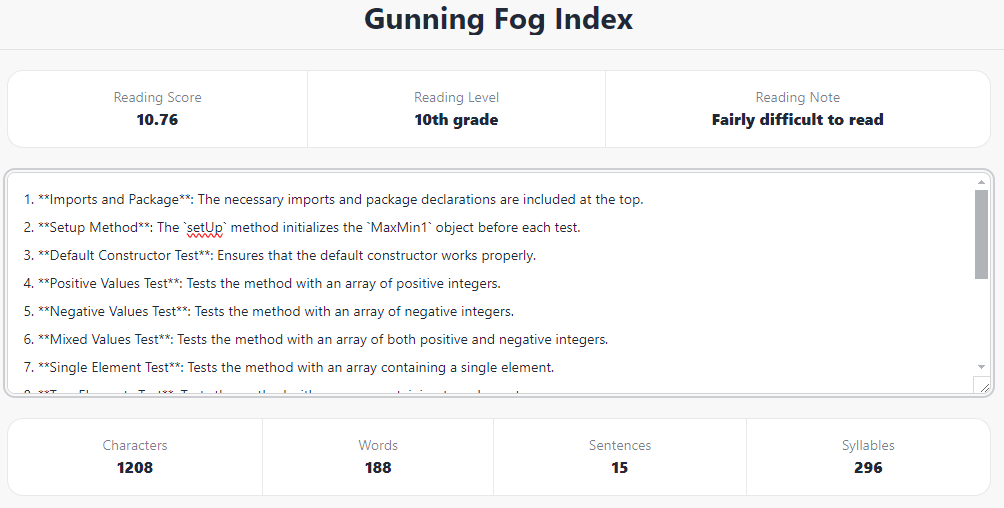 Gunning Fog Index
Reading Score
10.76
Reading Level
10th grade
Reading Note
Fairly difficult to read
1. **Imports and Package**: The necessary imports and package declarations are included at the top.
2. **Setup Method**: The `setUp` method initializes the `MaxMin1` object before each test.
3. **Default Constructor Test**: Ensures that the default constructor works properly.
4. **Positive Values Test**: Tests the method with an array of positive integers.
5. **Negative Values Test**: Tests the method with an array of negative integers.
6. **Mixed Values Test**: Tests the method with an array of both positive and negative integers.
7. **Single Element Test**: Tests the method with an array containing a single element.
Characters
1208
Words
188
Sentences
15
Syllables
296